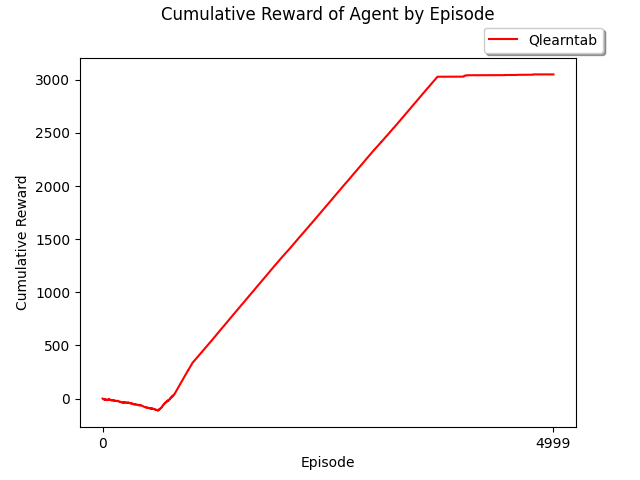 Cumulative Reward of Agent by Episode
Qlearntab
3000
2500
2000
1500
1000
500
0
Cumulative Reward
0 4999
Episode